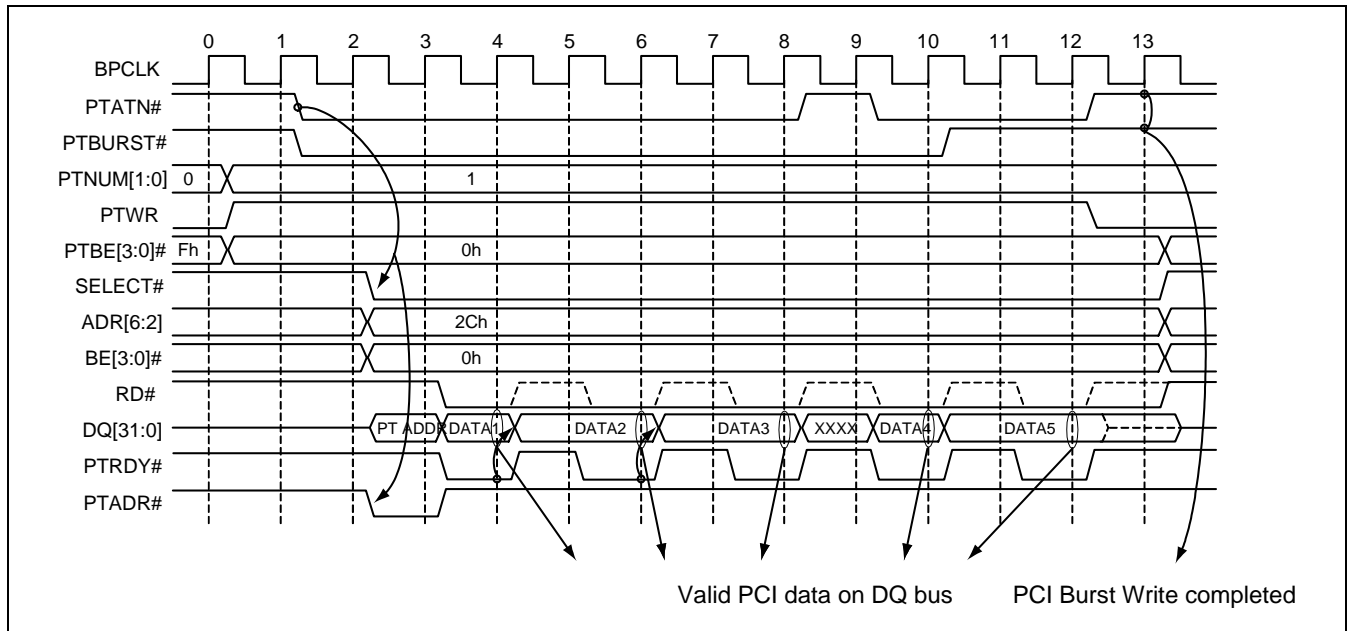 0 1 2 3 4 5 6 7 8 9 10 11 12 13
BPCLK
PTATN#
PTBURST#
PTNUM[1:0] 0 1
PTWR
PTBE[3:0]# Fh 0h
SELECT#
ADR[6:2] 2Ch
BE[3:0]# 0h
RD#
DQ[31:0] PT ADDR DATA1 DATA2 DATA3 XXXX DATA4 DATA5
PTRDY#
PTADR#
Valid PCI data on DQ bus PCI Burst Write completed